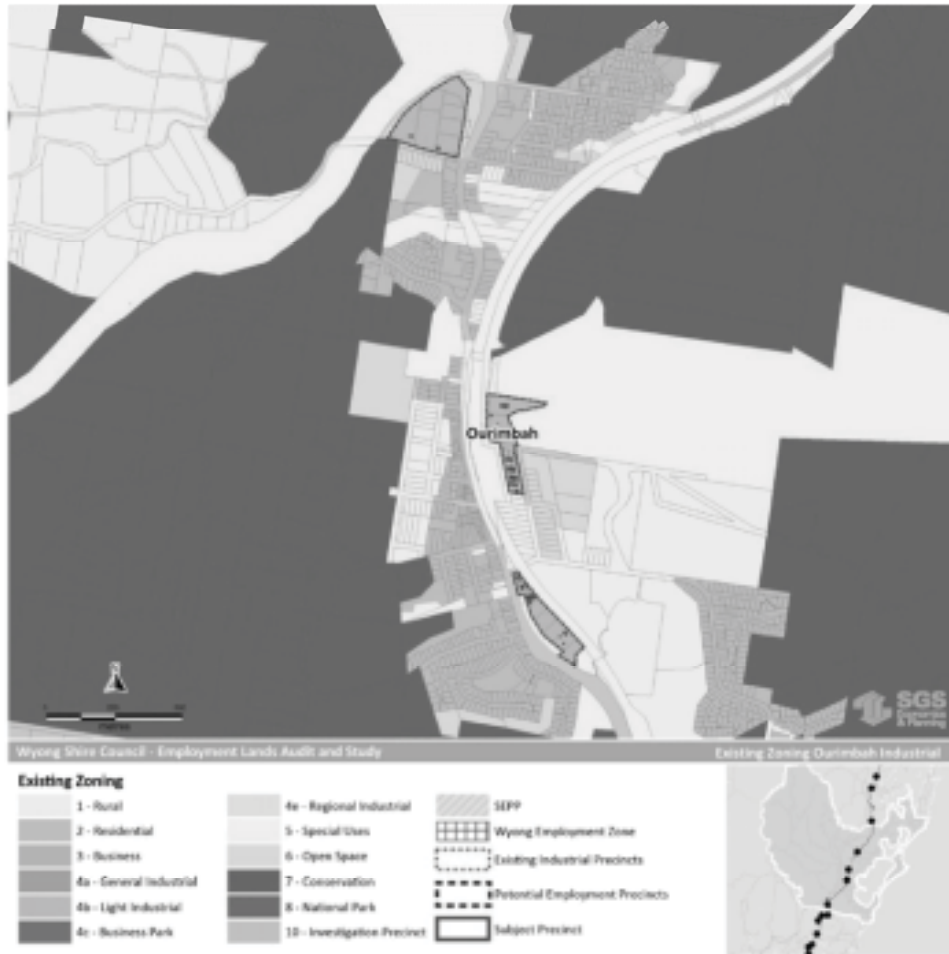 Ourimbah
SGS
Economics
& Planning
Wyong Shire Council - Employment Lands Audit and Study
Existing Zoning Ourimbah Industrial
Existing Zoning
1 - Rural
2 - Residential
3 - Business
4a - General Industrial
4b - Light Industrial
4c - Business Park
4e - Regional Industrial
5 - Special Uses
6 - Open Space
7 - Conservation
8 - National Park
10 - Investigation Precinct
SEPP
Wyong Employment Zone
Existing Industrial Precincts
Potential Employment Precincts
Subject Precinct